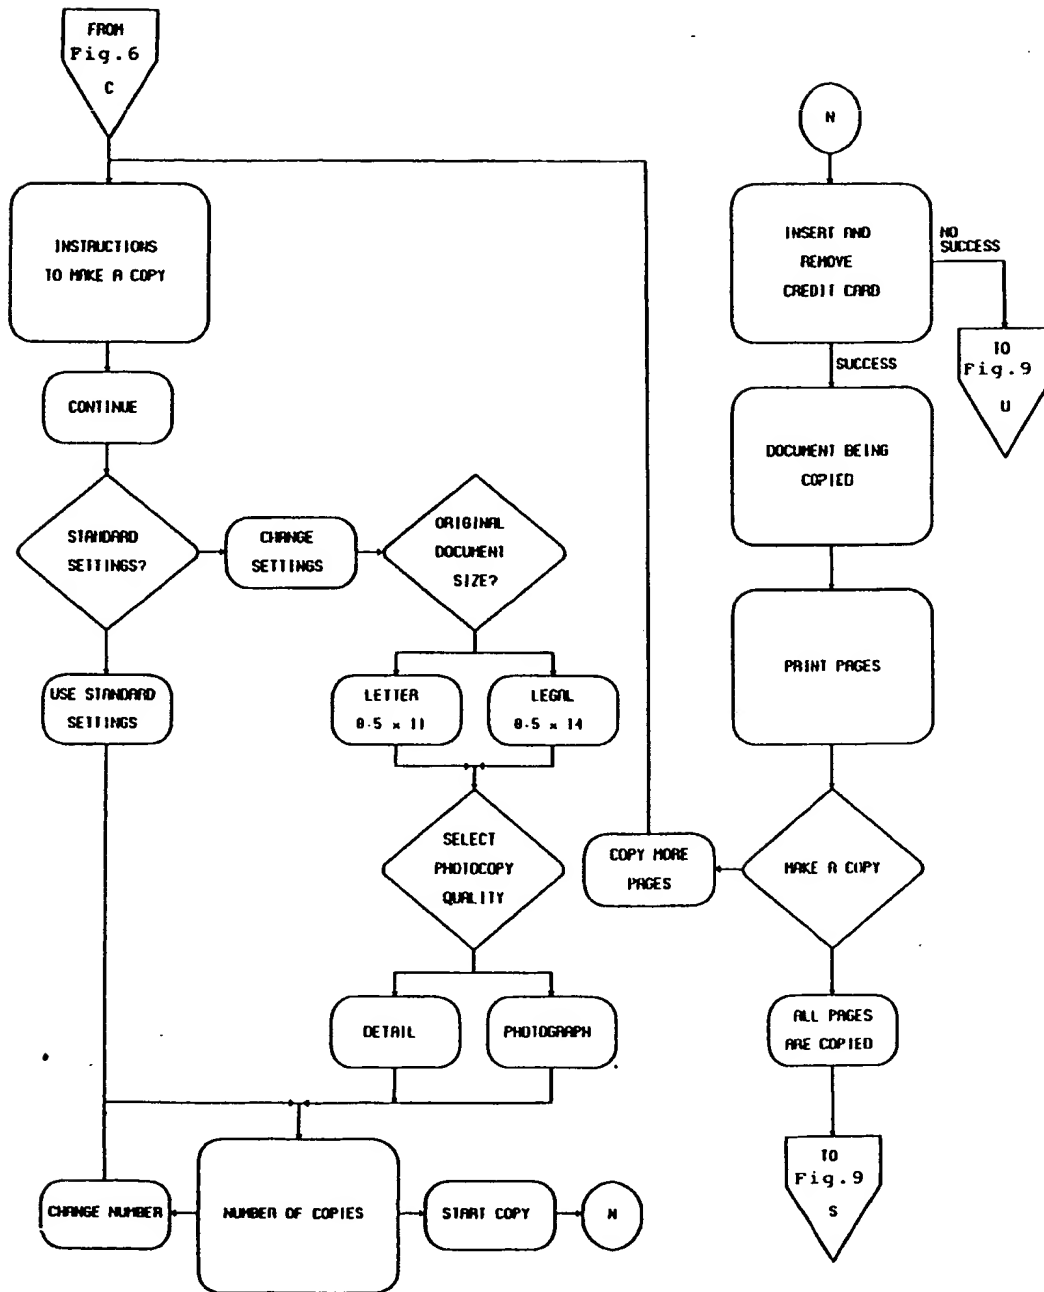 FROM
Fig.6
C
INSTRUCTIONS
TO MAKE A COPY
CONTINUE
STANDARD
SETTINGS?
CHANGE
SETTINGS
ORIGINAL
DOCUMENT
SIZE?
USE STANDARD
SETTINGS
LETTER
8.5 × 11
LEGAL
8.5 × 14
SELECT
PHOTOCOPY
QUALITY
DETAIL
PHOTOGRAPH
CHANGE NUMBER
NUMBER OF COPIES
START COPY
N
N
INSERT AND
REMOVE
CREDIT CARD
NO
SUCCESS
TO
Fig.9
U
SUCCESS
DOCUMENT BEING
COPIED
PRINT PAGES
MAKE A COPY
COPY MORE
PAGES
ALL PAGES
ARE COPIED
TO
Fig.9
S